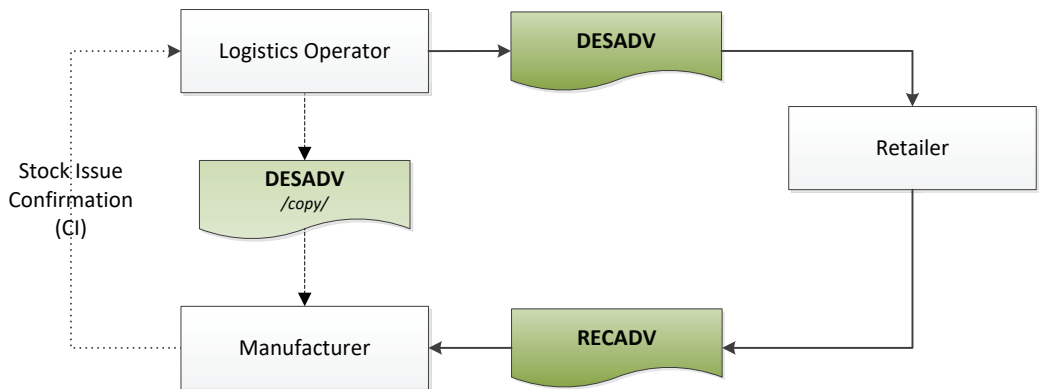 Logistics Operator
DESADV
Retailer
DESADV
/copy/
Stock Issue
Confirmation
(CI)
Manufacturer
RECADV